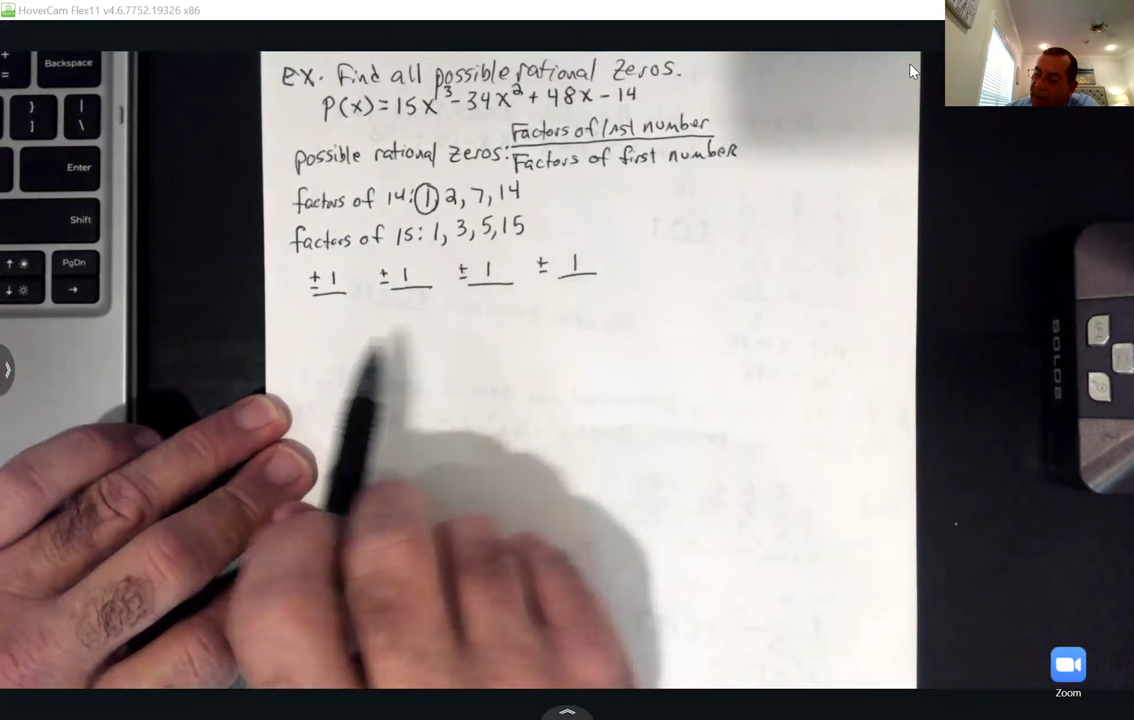 HoverCam Flex11 v4.6.7752.19326 x86
Backspace
+
=
}
]
|
\
Enter
Shift
PgDn
ex. Find all possible rational zeros.
P(x) = 15x³ - 34x² + 48x - 14
possible rational zeros: Factors of last number
Factors of first number
factors of 14: 1, 2, 7, 14
factors of 15: 1, 3, 5, 15
± 1 ± 1 ± 1 ± 1
SOLO8
AF
Zoom